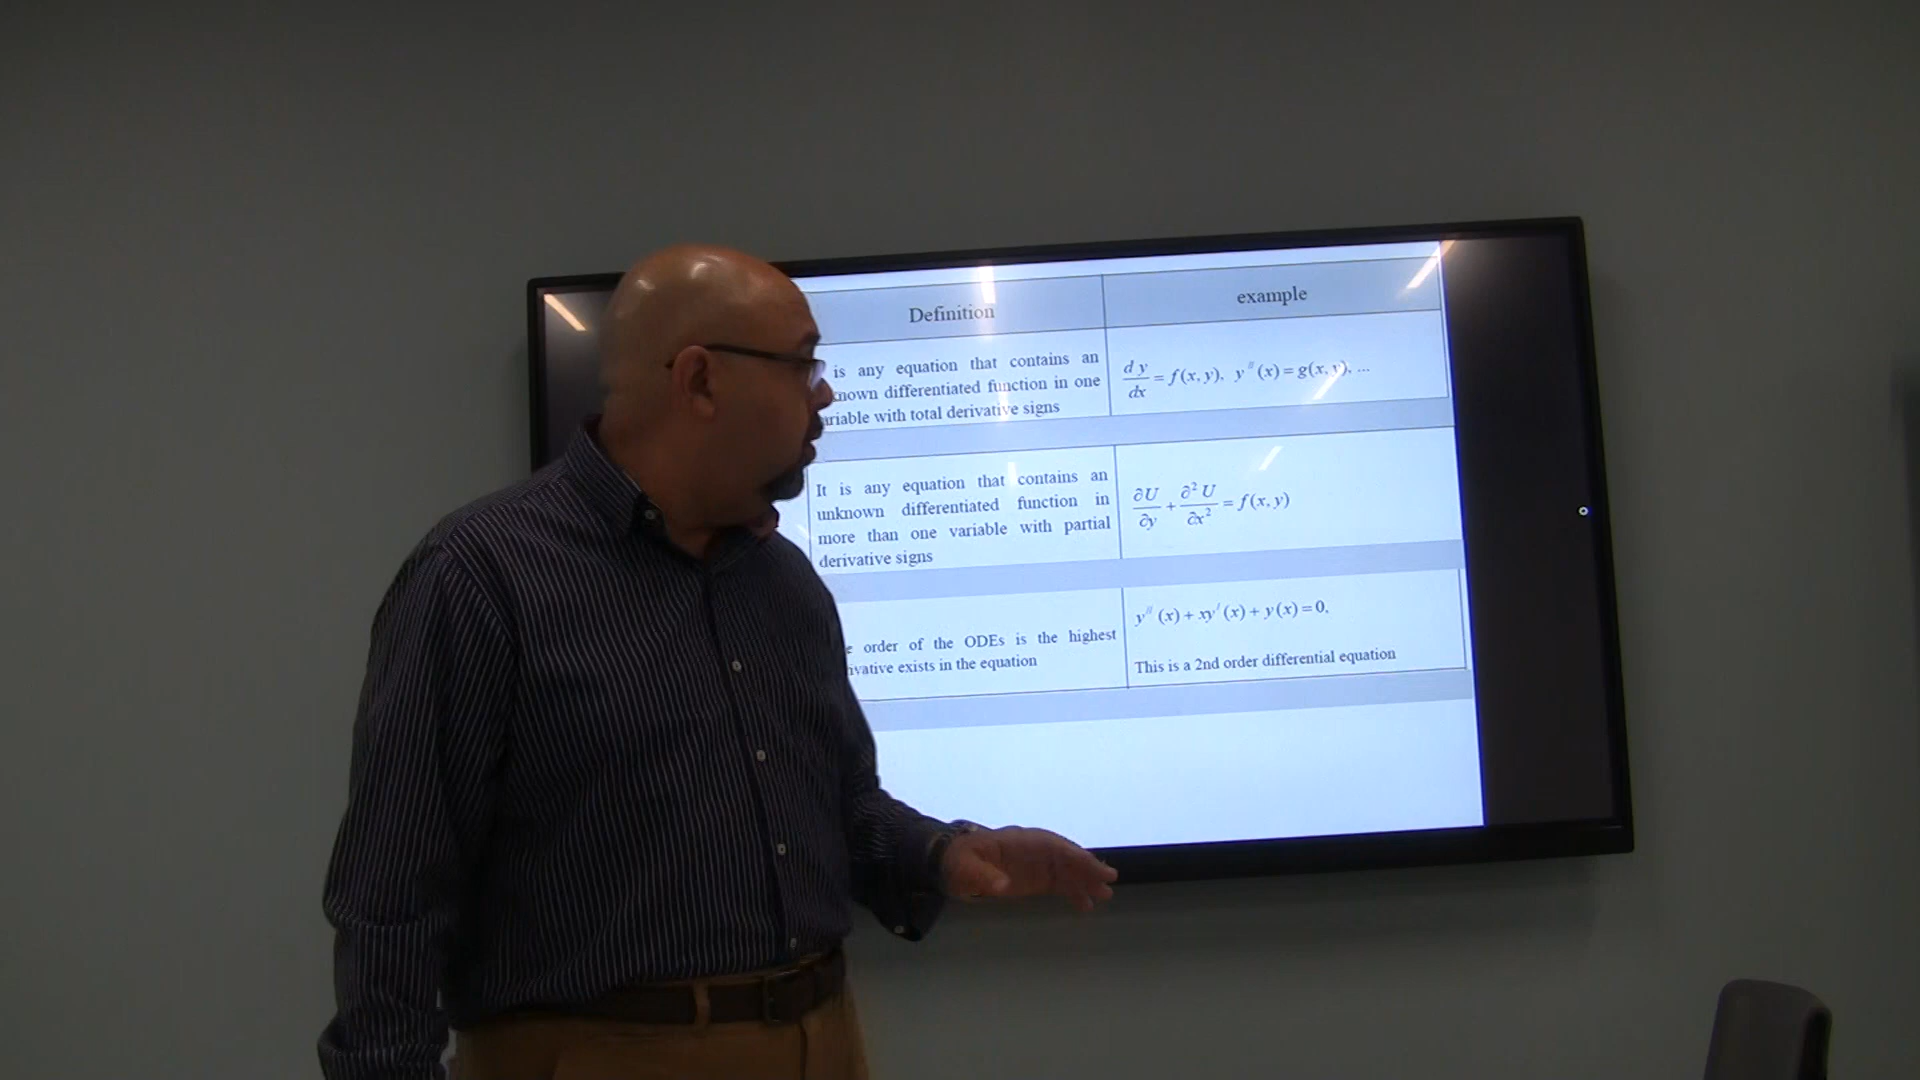 Definition
example
is any equation that contains an
known differentiated function in one
riable with total derivative signs
dy/dx = f(x, y), y''(x) = g(x, y), ...
It is any equation that contains an
unknown differentiated function in
more than one variable with partial
derivative signs
∂U/∂y + ∂²U/∂x² = f(x, y)
order of the ODEs is the highest
ivative exists in the equation
y''(x) + xy'(x) + y(x) = 0,
This is a 2nd order differential equation